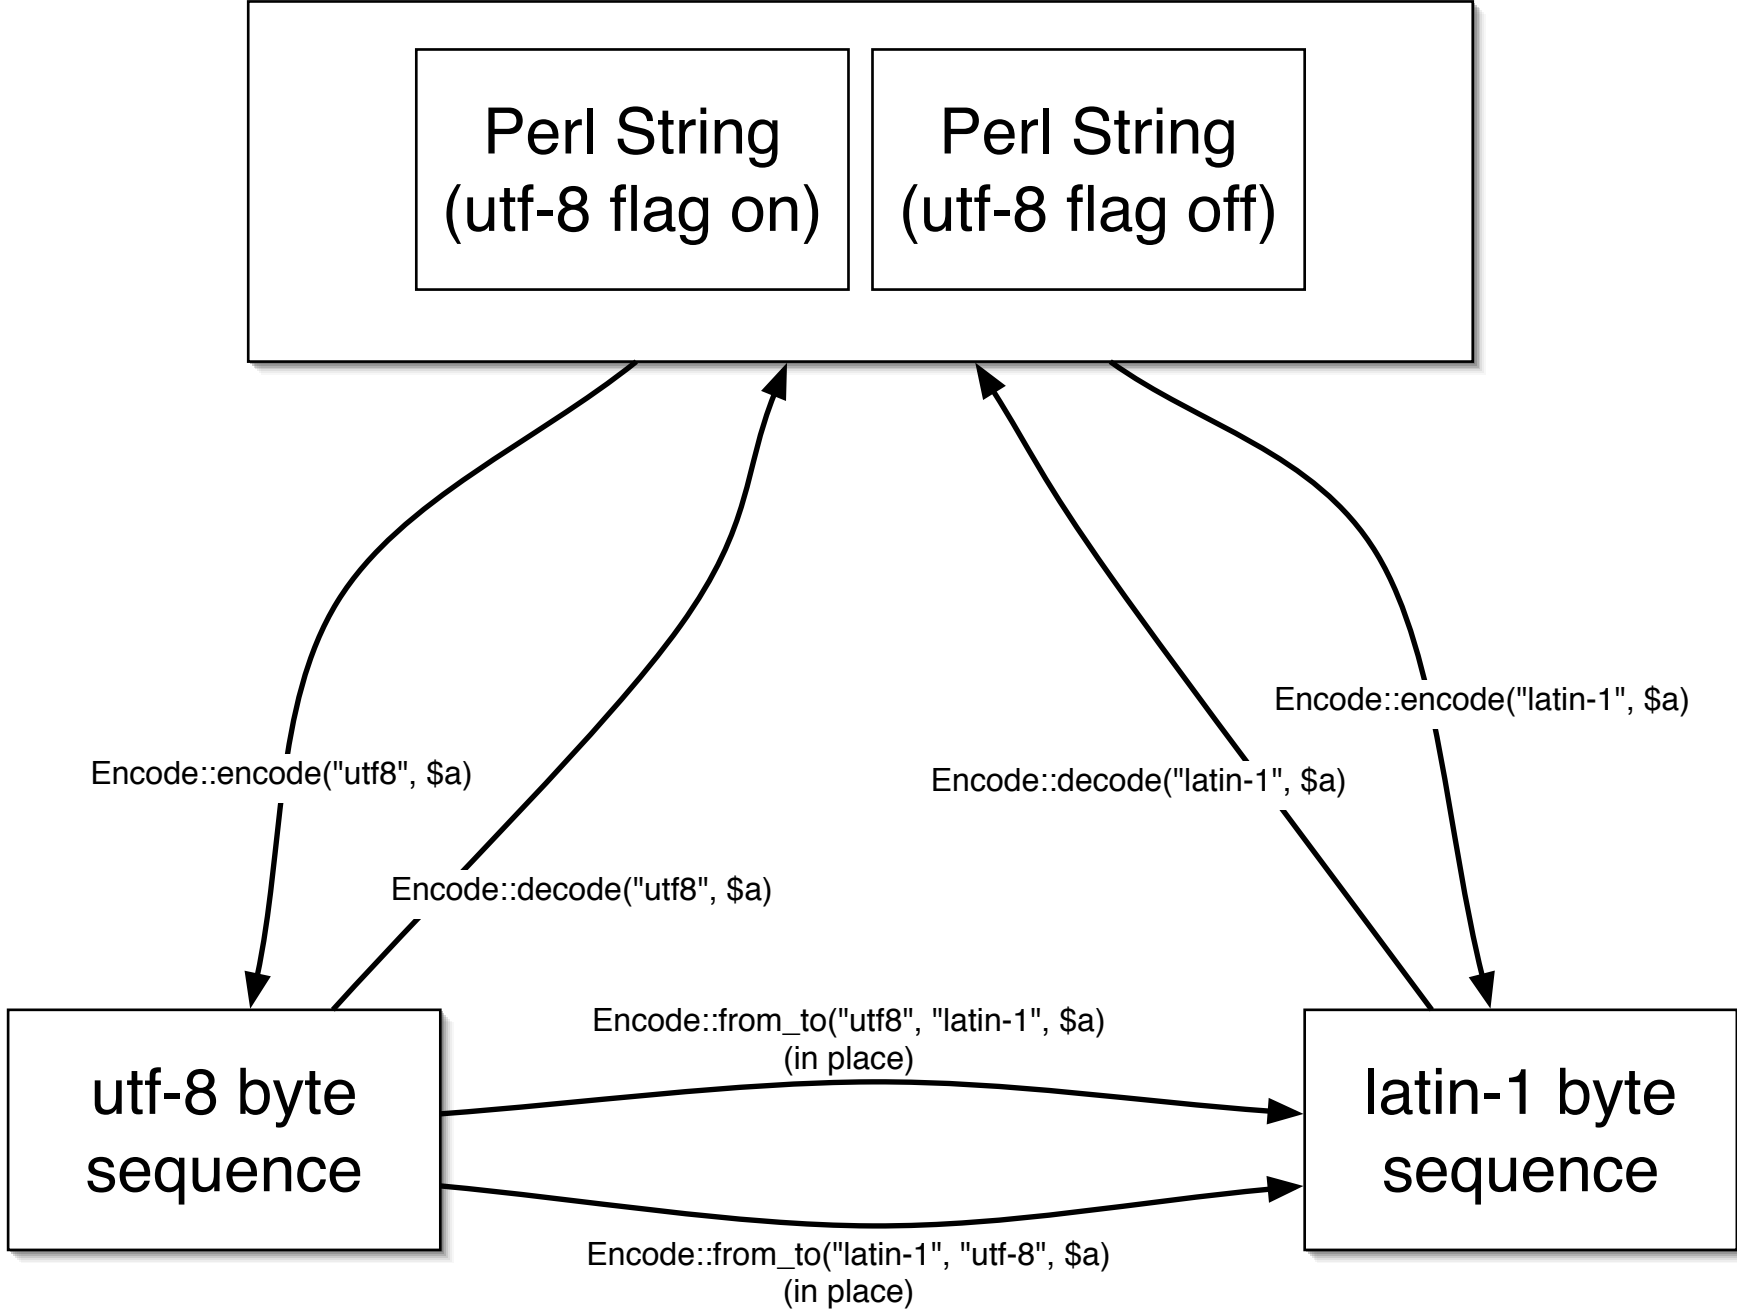 Perl String
(utf-8 flag on)
Perl String
(utf-8 flag off)
Encode::encode("latin-1", $a)
Encode::encode("utf8", $a)
Encode::decode("latin-1", $a)
Encode::decode("utf8", $a)
Encode::from_to("utf8", "latin-1", $a)
(in place)
utf-8 byte
sequence
latin-1 byte
sequence
Encode::from_to("latin-1", "utf-8", $a)
(in place)